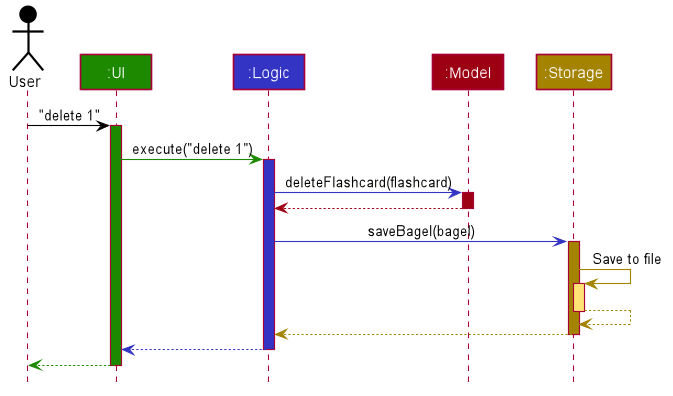 User
:UI
:Logic
:Model
:Storage
"delete 1"
execute("delete 1")
deleteFlashcard(flashcard)
saveBagel(bagel)
Save to file